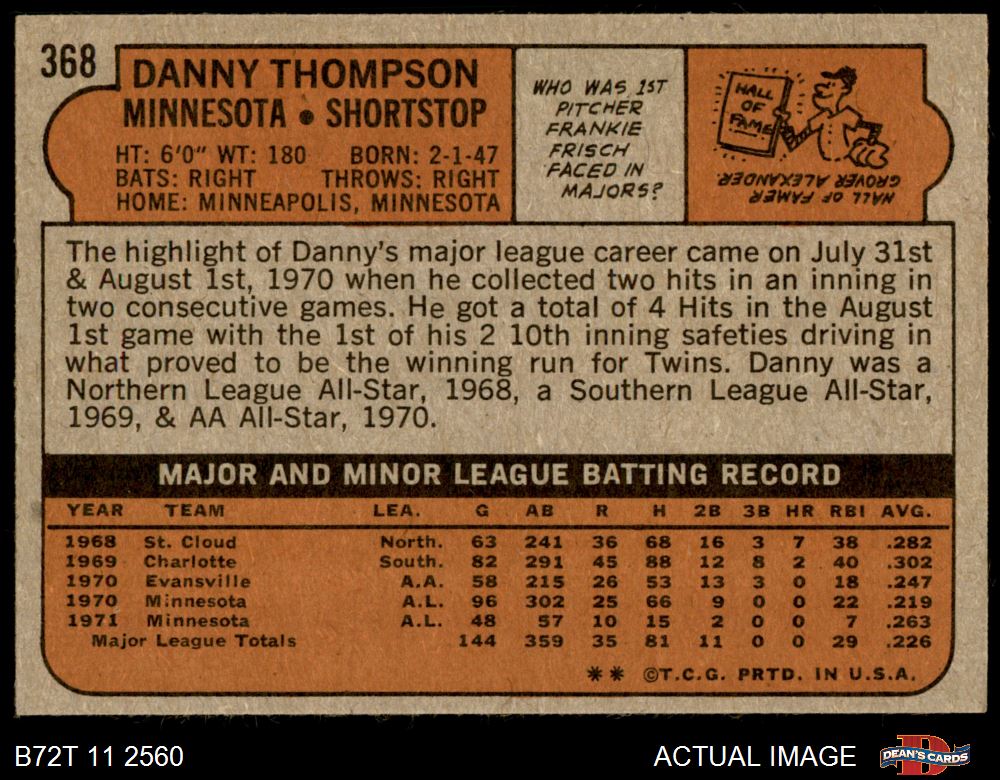 368
DANNY THOMPSON
MINNESOTA • SHORTSTOP
HT: 6'0" WT: 180 BORN: 2-1-47
BATS: RIGHT THROWS: RIGHT
HOME: MINNEAPOLIS, MINNESOTA
WHO WAS 1ST
PITCHER
FRANKIE
FRISCH
FACED IN
MAJORS?
HALL
OF
FAME
HALL OF FAMER
GROVER ALEXANDER.
The highlight of Danny's major league career came on July 31st
& August 1st, 1970 when he collected two hits in an inning in
two consecutive games. He got a total of 4 Hits in the August
1st game with the 1st of his 2 10th inning safeties driving in
what proved to be the winning run for Twins. Danny was a
Northern League All-Star, 1968, a Southern League All-Star,
1969, & AA All-Star, 1970.
MAJOR AND MINOR LEAGUE BATTING RECORD
YEAR TEAM LEA. G AB R H 2B 3B HR RBI AVG.
1968 St. Cloud North. 63 241 36 68 16 3 7 38 .282
1969 Charlotte South. 82 291 45 88 12 8 2 40 .302
1970 Evansville A.A. 58 215 26 53 13 3 0 18 .247
1970 Minnesota A.L. 96 302 25 66 9 0 0 22 .219
1971 Minnesota A.L. 48 57 10 15 2 0 0 7 .263
Major League Totals 144 359 35 81 11 0 0 29 .226
** ©T.C.G. PRTD. IN U.S.A.
B72T 11 2560 ACTUAL IMAGE DEAN'S CARDS